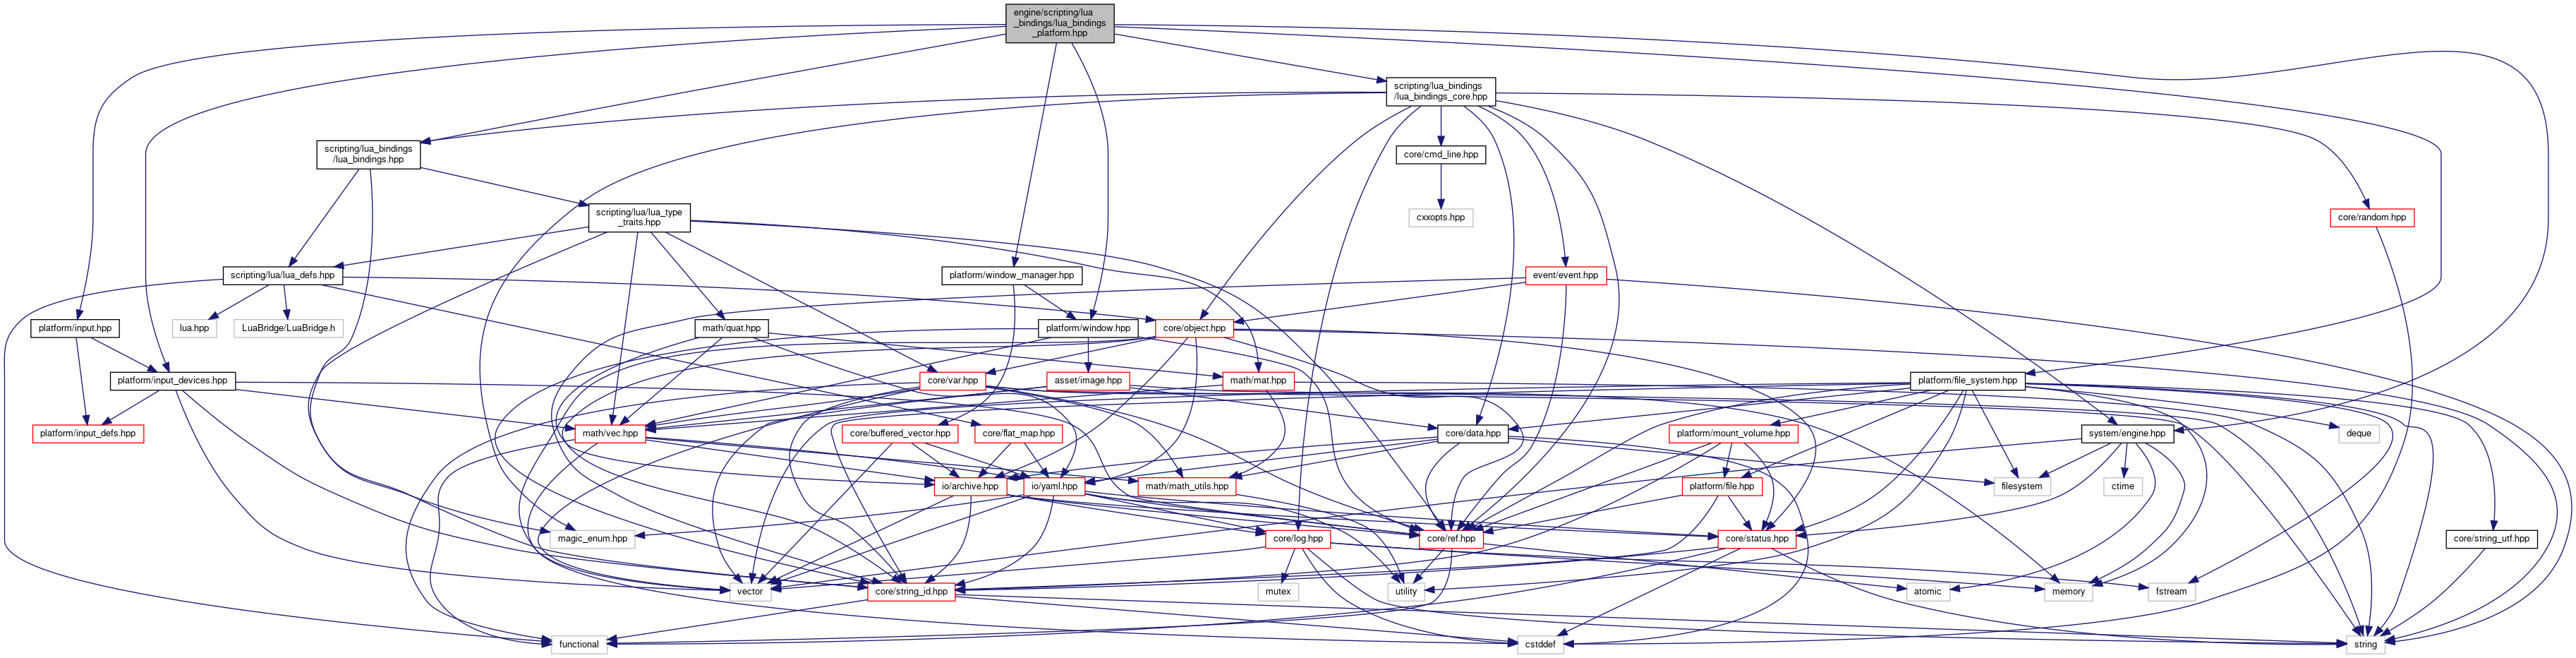 engine/scripting/lua
_bindings/lua_bindings
_platform.hpp
scripting/lua_bindings
/lua_bindings_core.hpp
scripting/lua_bindings
/lua_bindings.hpp
core/cmd_line.hpp
scripting/lua/lua_type
_traits.hpp
cxxopts.hpp
core/random.hpp
scripting/lua/lua_defs.hpp
platform/window_manager.hpp
event/event.hpp
platform/input.hpp
lua.hpp
LuaBridge/LuaBridge.h
math/quat.hpp
platform/window.hpp
core/object.hpp
platform/input_devices.hpp
core/var.hpp
asset/image.hpp
math/mat.hpp
platform/file_system.hpp
platform/input_defs.hpp
math/vec.hpp
core/buffered_vector.hpp
core/flat_map.hpp
core/data.hpp
platform/mount_volume.hpp
system/engine.hpp
deque
io/archive.hpp
io/yaml.hpp
math/math_utils.hpp
platform/file.hpp
filesystem
ctime
magic_enum.hpp
core/log.hpp
core/ref.hpp
core/status.hpp
core/string_utf.hpp
vector
core/string_id.hpp
mutex
utility
atomic
memory
fstream
functional
cstddef
string